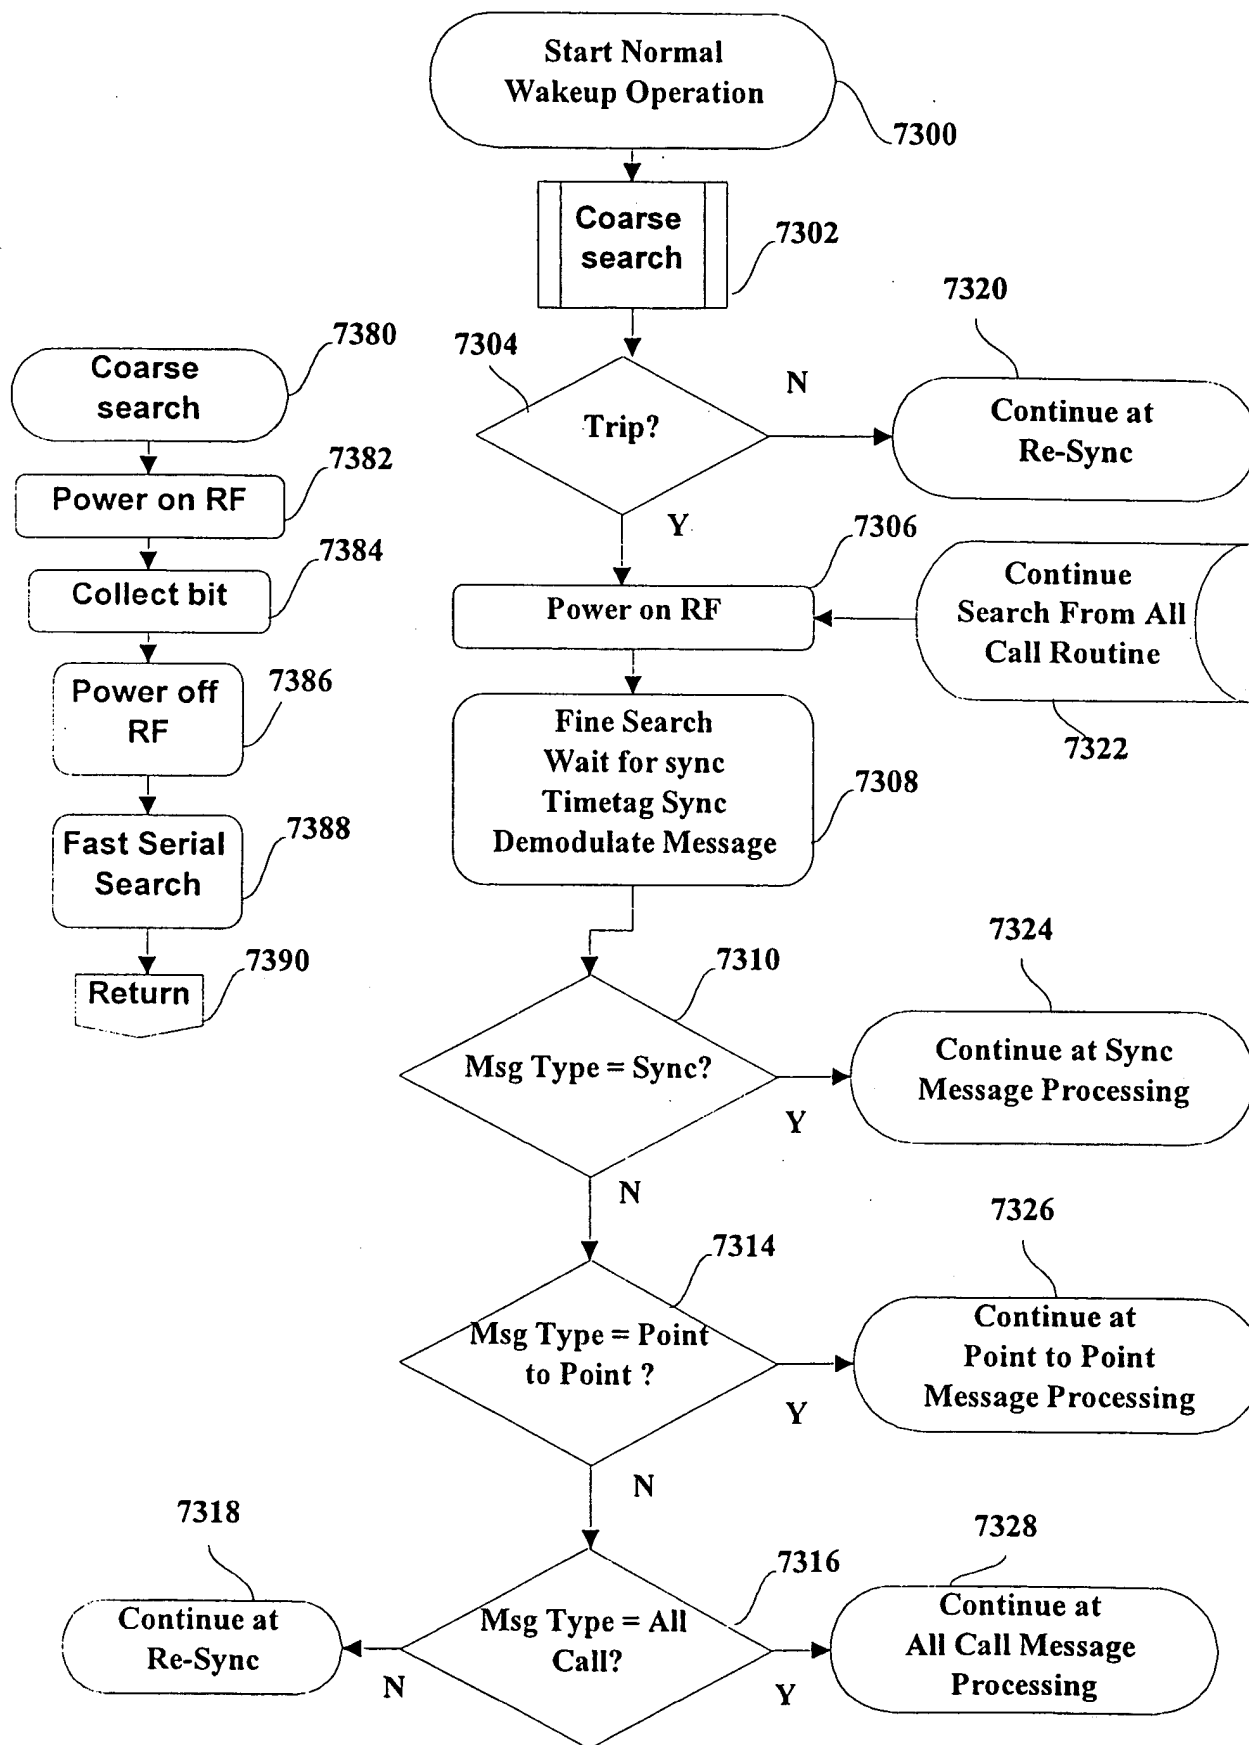 Start Normal
Wakeup Operation
7300
Coarse
search
7302
7304
Trip?
N
Y
7320
Continue at
Re-Sync
7306
Power on RF
Continue
Search From All
Call Routine
7322
Fine Search
Wait for sync
Timetag Sync
Demodulate Message
7308
7310
Msg Type = Sync?
Y
N
7324
Continue at Sync
Message Processing
7314
Msg Type = Point
to Point ?
Y
N
7326
Continue at
Point to Point
Message Processing
7316
Msg Type = All
Call?
N
Y
7318
Continue at
Re-Sync
7328
Continue at
All Call Message
Processing
7380
Coarse
search
7382
Power on RF
7384
Collect bit
7386
Power off
RF
7388
Fast Serial
Search
7390
Return